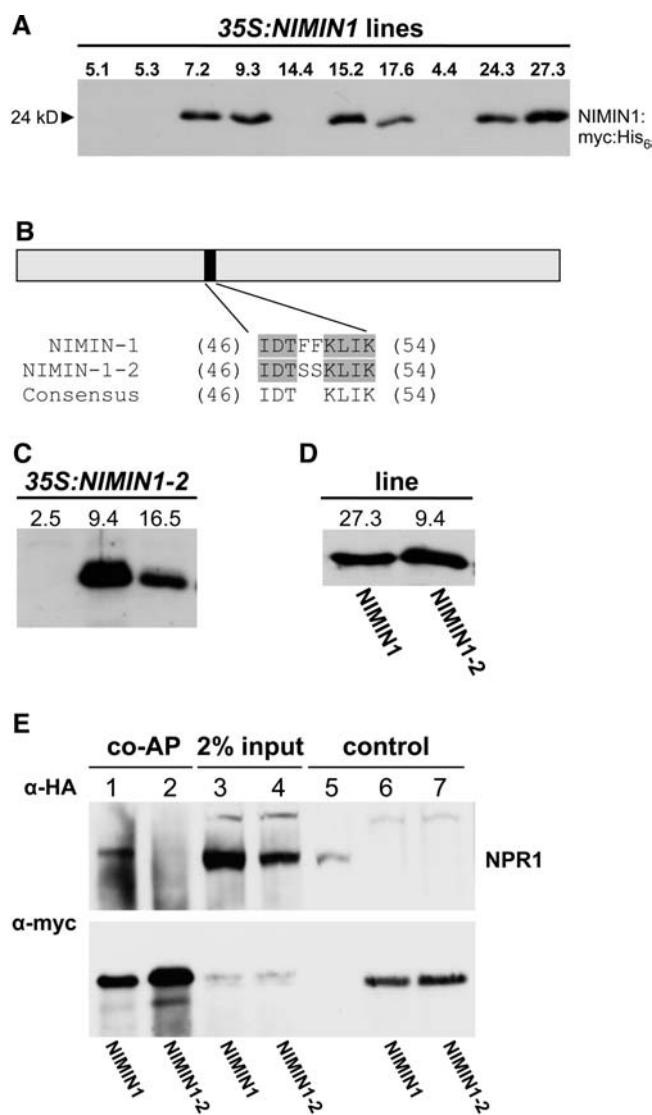 A
35S:NIMIN1 lines
5.1 5.3 7.2 9.3 14.4 15.2 17.6 4.4 24.3 27.3
24 kD
NIMIN1:
myc:His6
B
NIMIN-1 (46) IDTFFKLIK (54)
NIMIN-1-2 (46) IDTSSKLIK (54)
Consensus (46) IDT KLIK (54)
C
35S:NIMIN1-2
2.5 9.4 16.5
D
line
27.3 9.4
NIMIN1 NIMIN1-2
E
co-AP 2% input control
α-HA 1 2 3 4 5 6 7
NPR1
α-myc
NIMIN1 NIMIN1-2 NIMIN1 NIMIN1-2 NIMIN1 NIMIN1-2